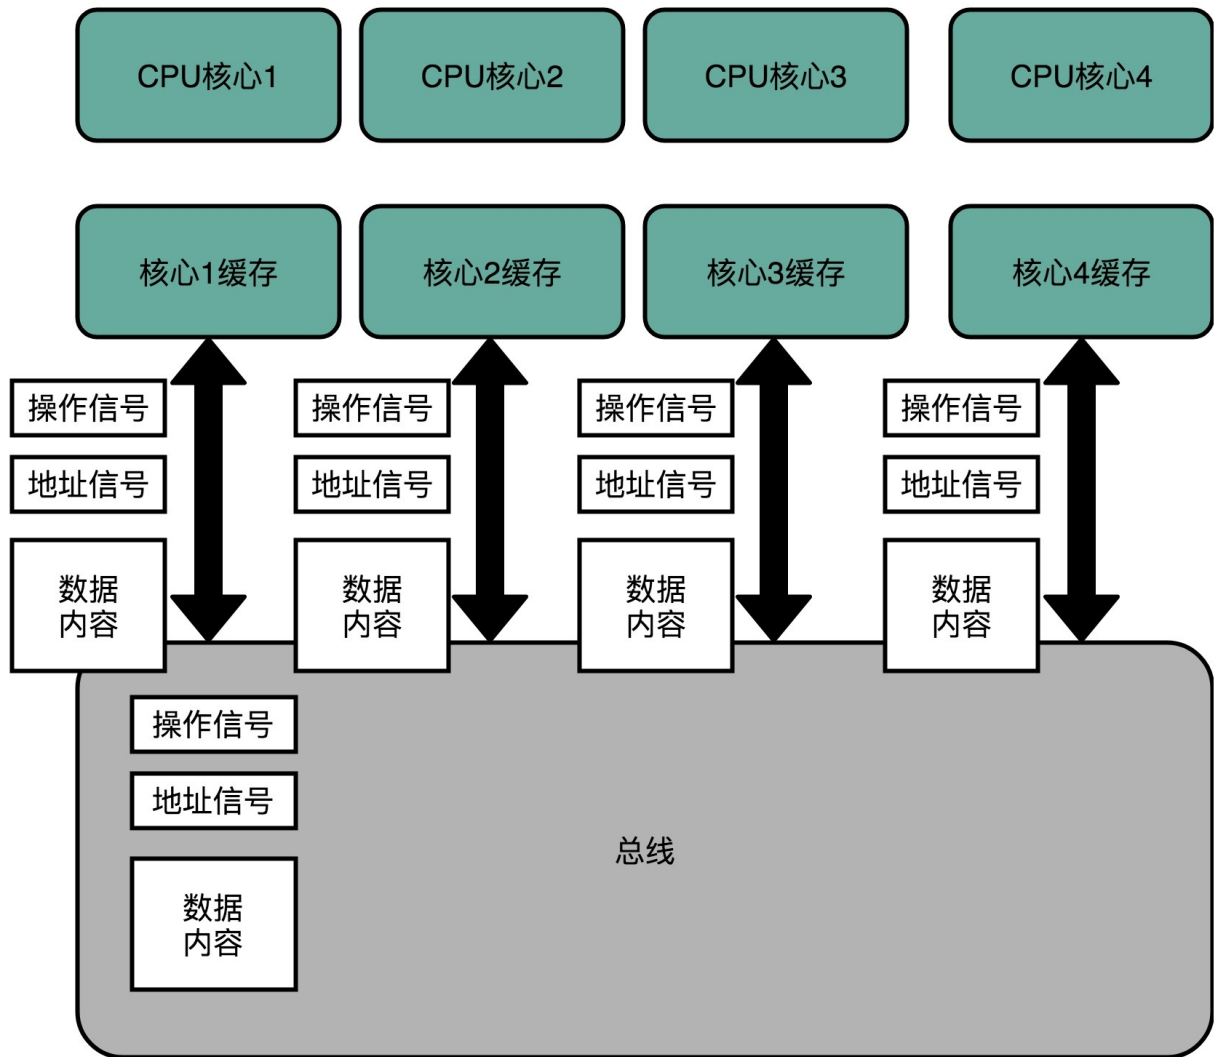 CPU核心1
CPU核心2
CPU核心3
CPU核心4
核心1缓存
核心2缓存
核心3缓存
核心4缓存
操作信号
操作信号
操作信号
操作信号
地址信号
地址信号
地址信号
地址信号
数据
内容
数据
内容
数据
内容
数据
内容
操作信号
地址信号
总线
数据
内容